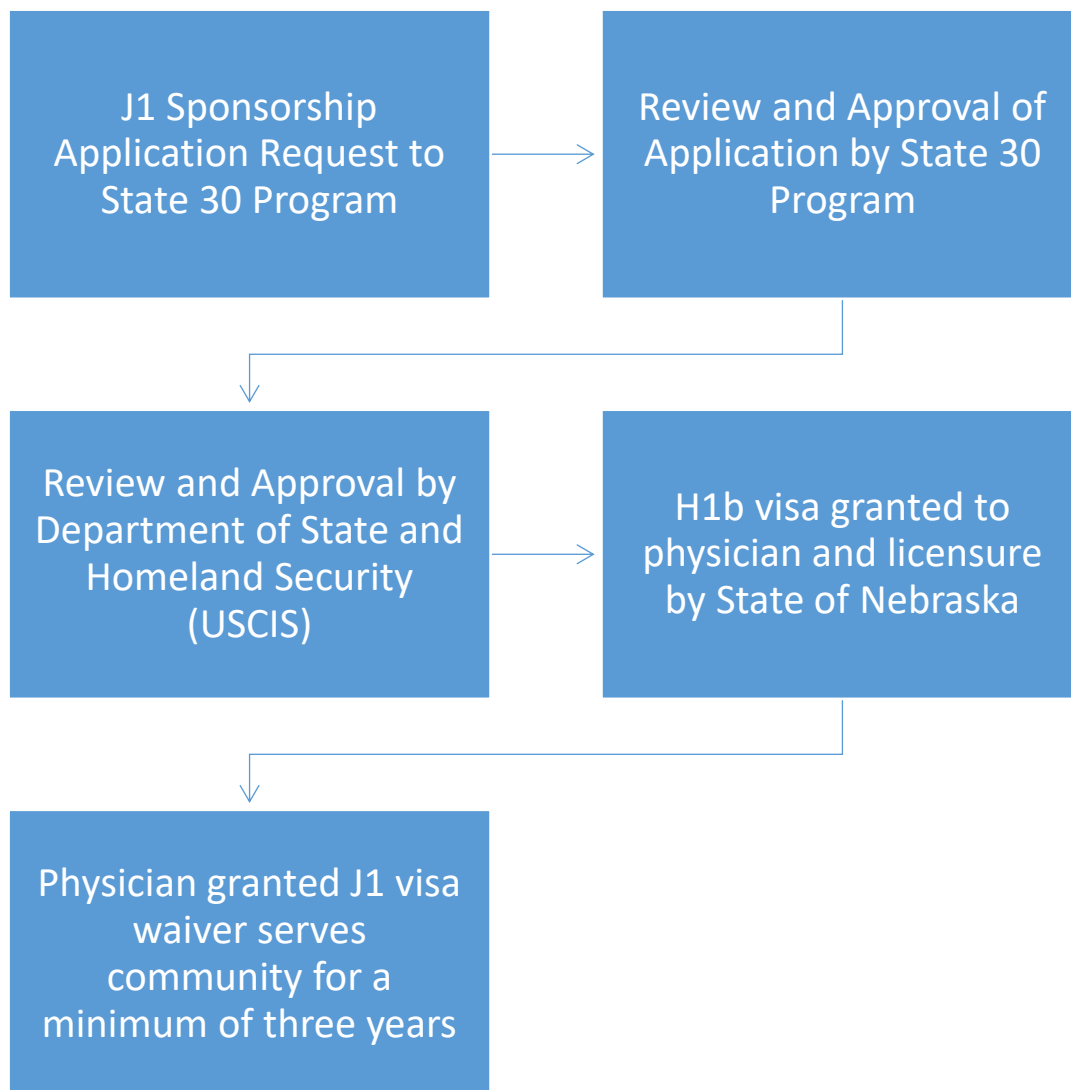 J1 Sponsorship
Application Request to
State 30 Program
Review and Approval of
Application by State 30
Program
Review and Approval by
Department of State and
Homeland Security
(USCIS)
H1b visa granted to
physician and licensure
by State of Nebraska
Physician granted J1 visa
waiver serves
community for a
minimum of three years